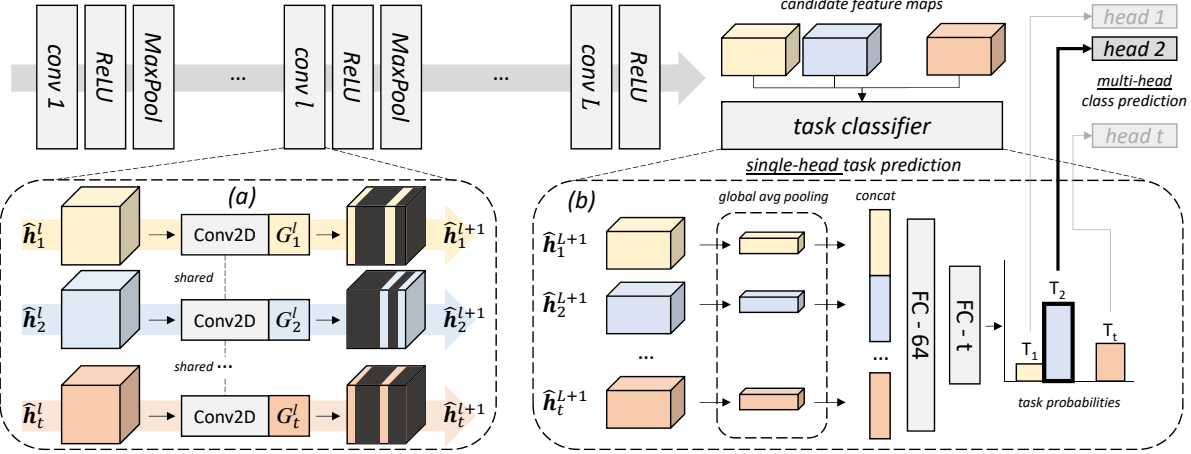 candidate feature maps
head 1
head 2
multi-head
class prediction
head t
conv 1
ReLU
MaxPool
...
conv l
ReLU
MaxPool
...
conv L
ReLU
task classifier
single-head task prediction
(a)
ĥ₁ˡ
Conv2D
G₁ˡ
ĥ₁ˡ⁺¹
shared
ĥ₂ˡ
Conv2D
G₂ˡ
ĥ₂ˡ⁺¹
shared ...
ĥₜˡ
Conv2D
Gₜˡ
ĥₜˡ⁺¹
(b)
global avg pooling
concat
ĥ₁ᴸ⁺¹
ĥ₂ᴸ⁺¹
...
ĥₜᴸ⁺¹
...
FC - 64
FC - t
T₁
T₂
Tₜ
task probabilities